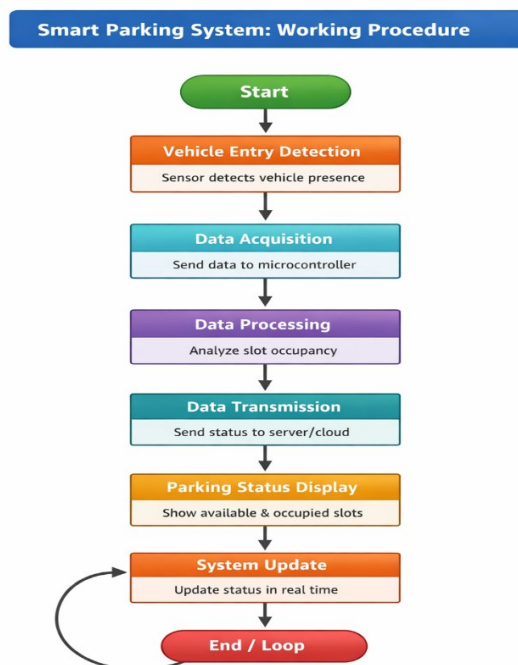 Smart Parking System: Working Procedure
Start
Vehicle Entry Detection
Sensor detects vehicle presence
Data Acquisition
Send data to microcontroller
Data Processing
Analyze slot occupancy
Data Transmission
Send status to server/cloud
Parking Status Display
Show available & occupied slots
System Update
Update status in real time
End / Loop